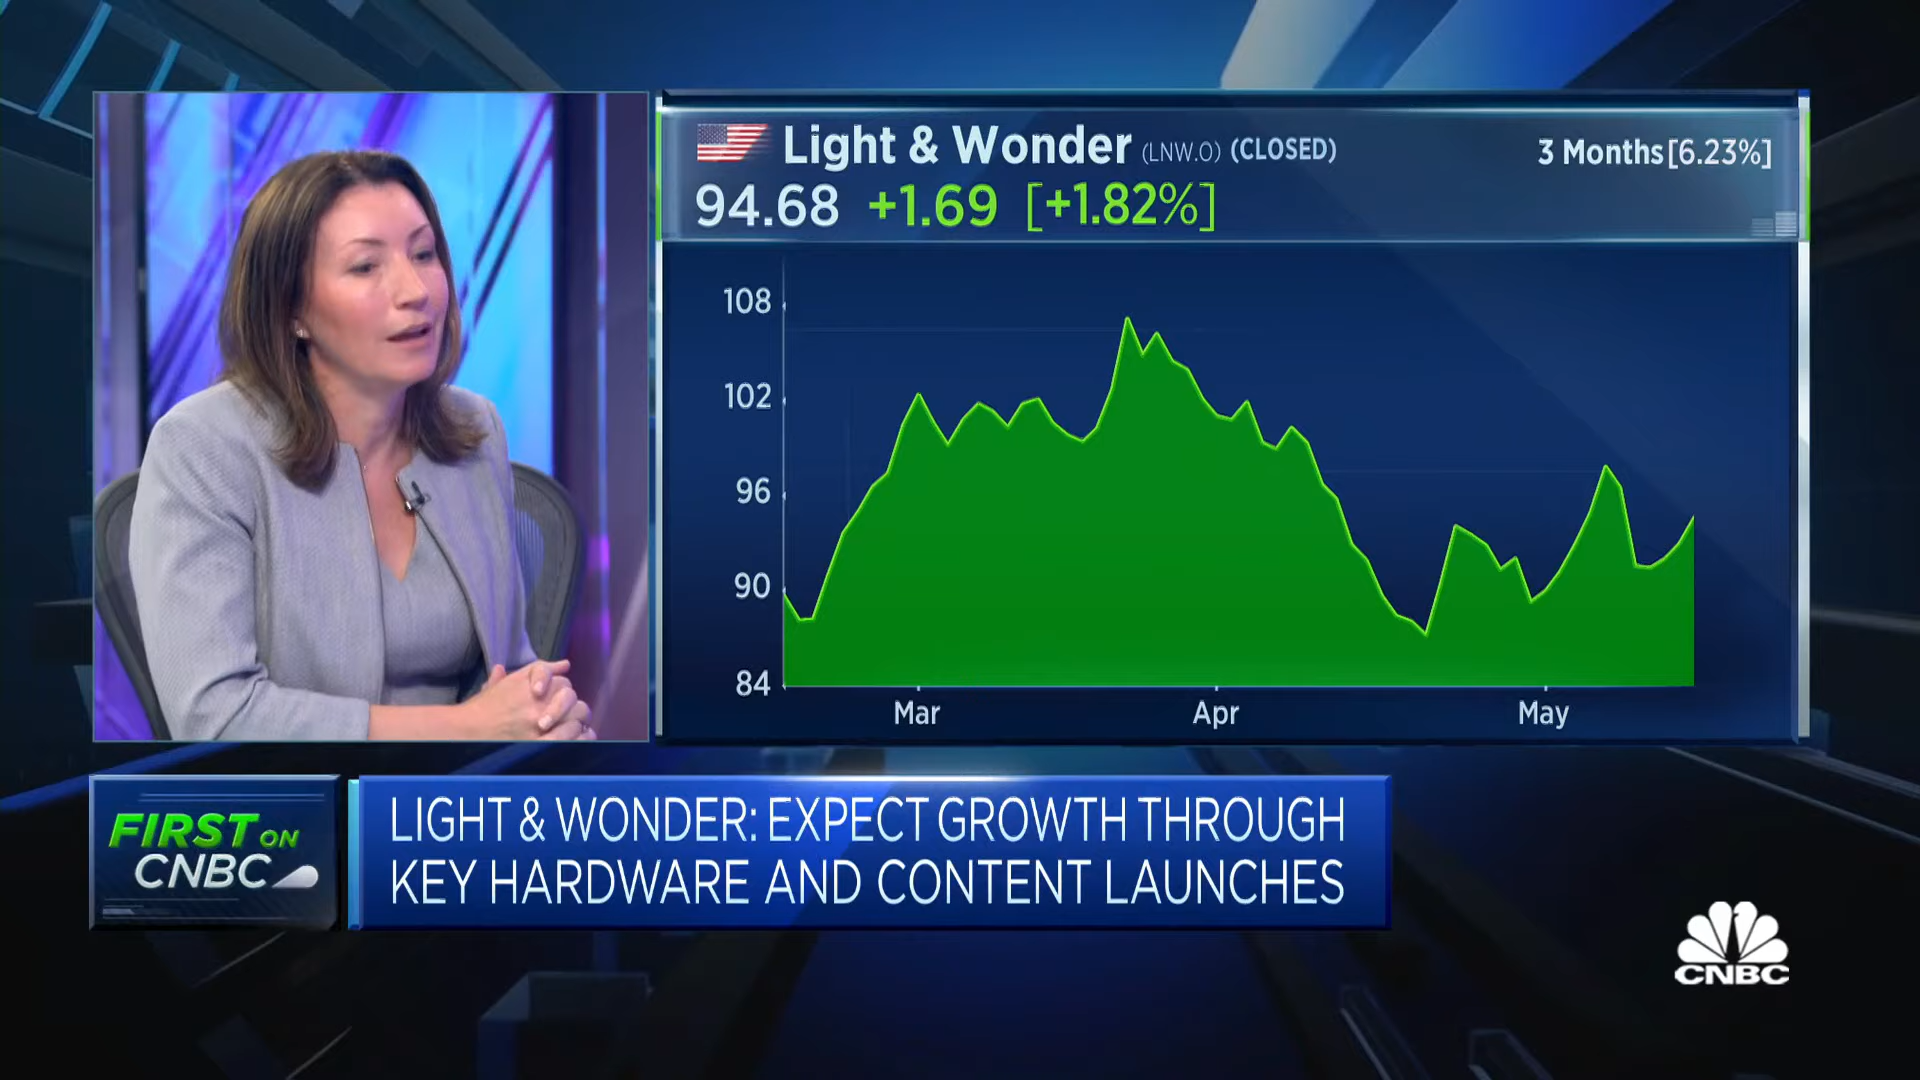 Light & Wonder (LNW.O) (CLOSED)
3 Months [6.23%]
94.68 +1.69 [+1.82%]
108
102
96
90
84
Mar Apr May
FIRST ON
CNBC
LIGHT & WONDER: EXPECT GROWTH THROUGH
KEY HARDWARE AND CONTENT LAUNCHES
CNBC